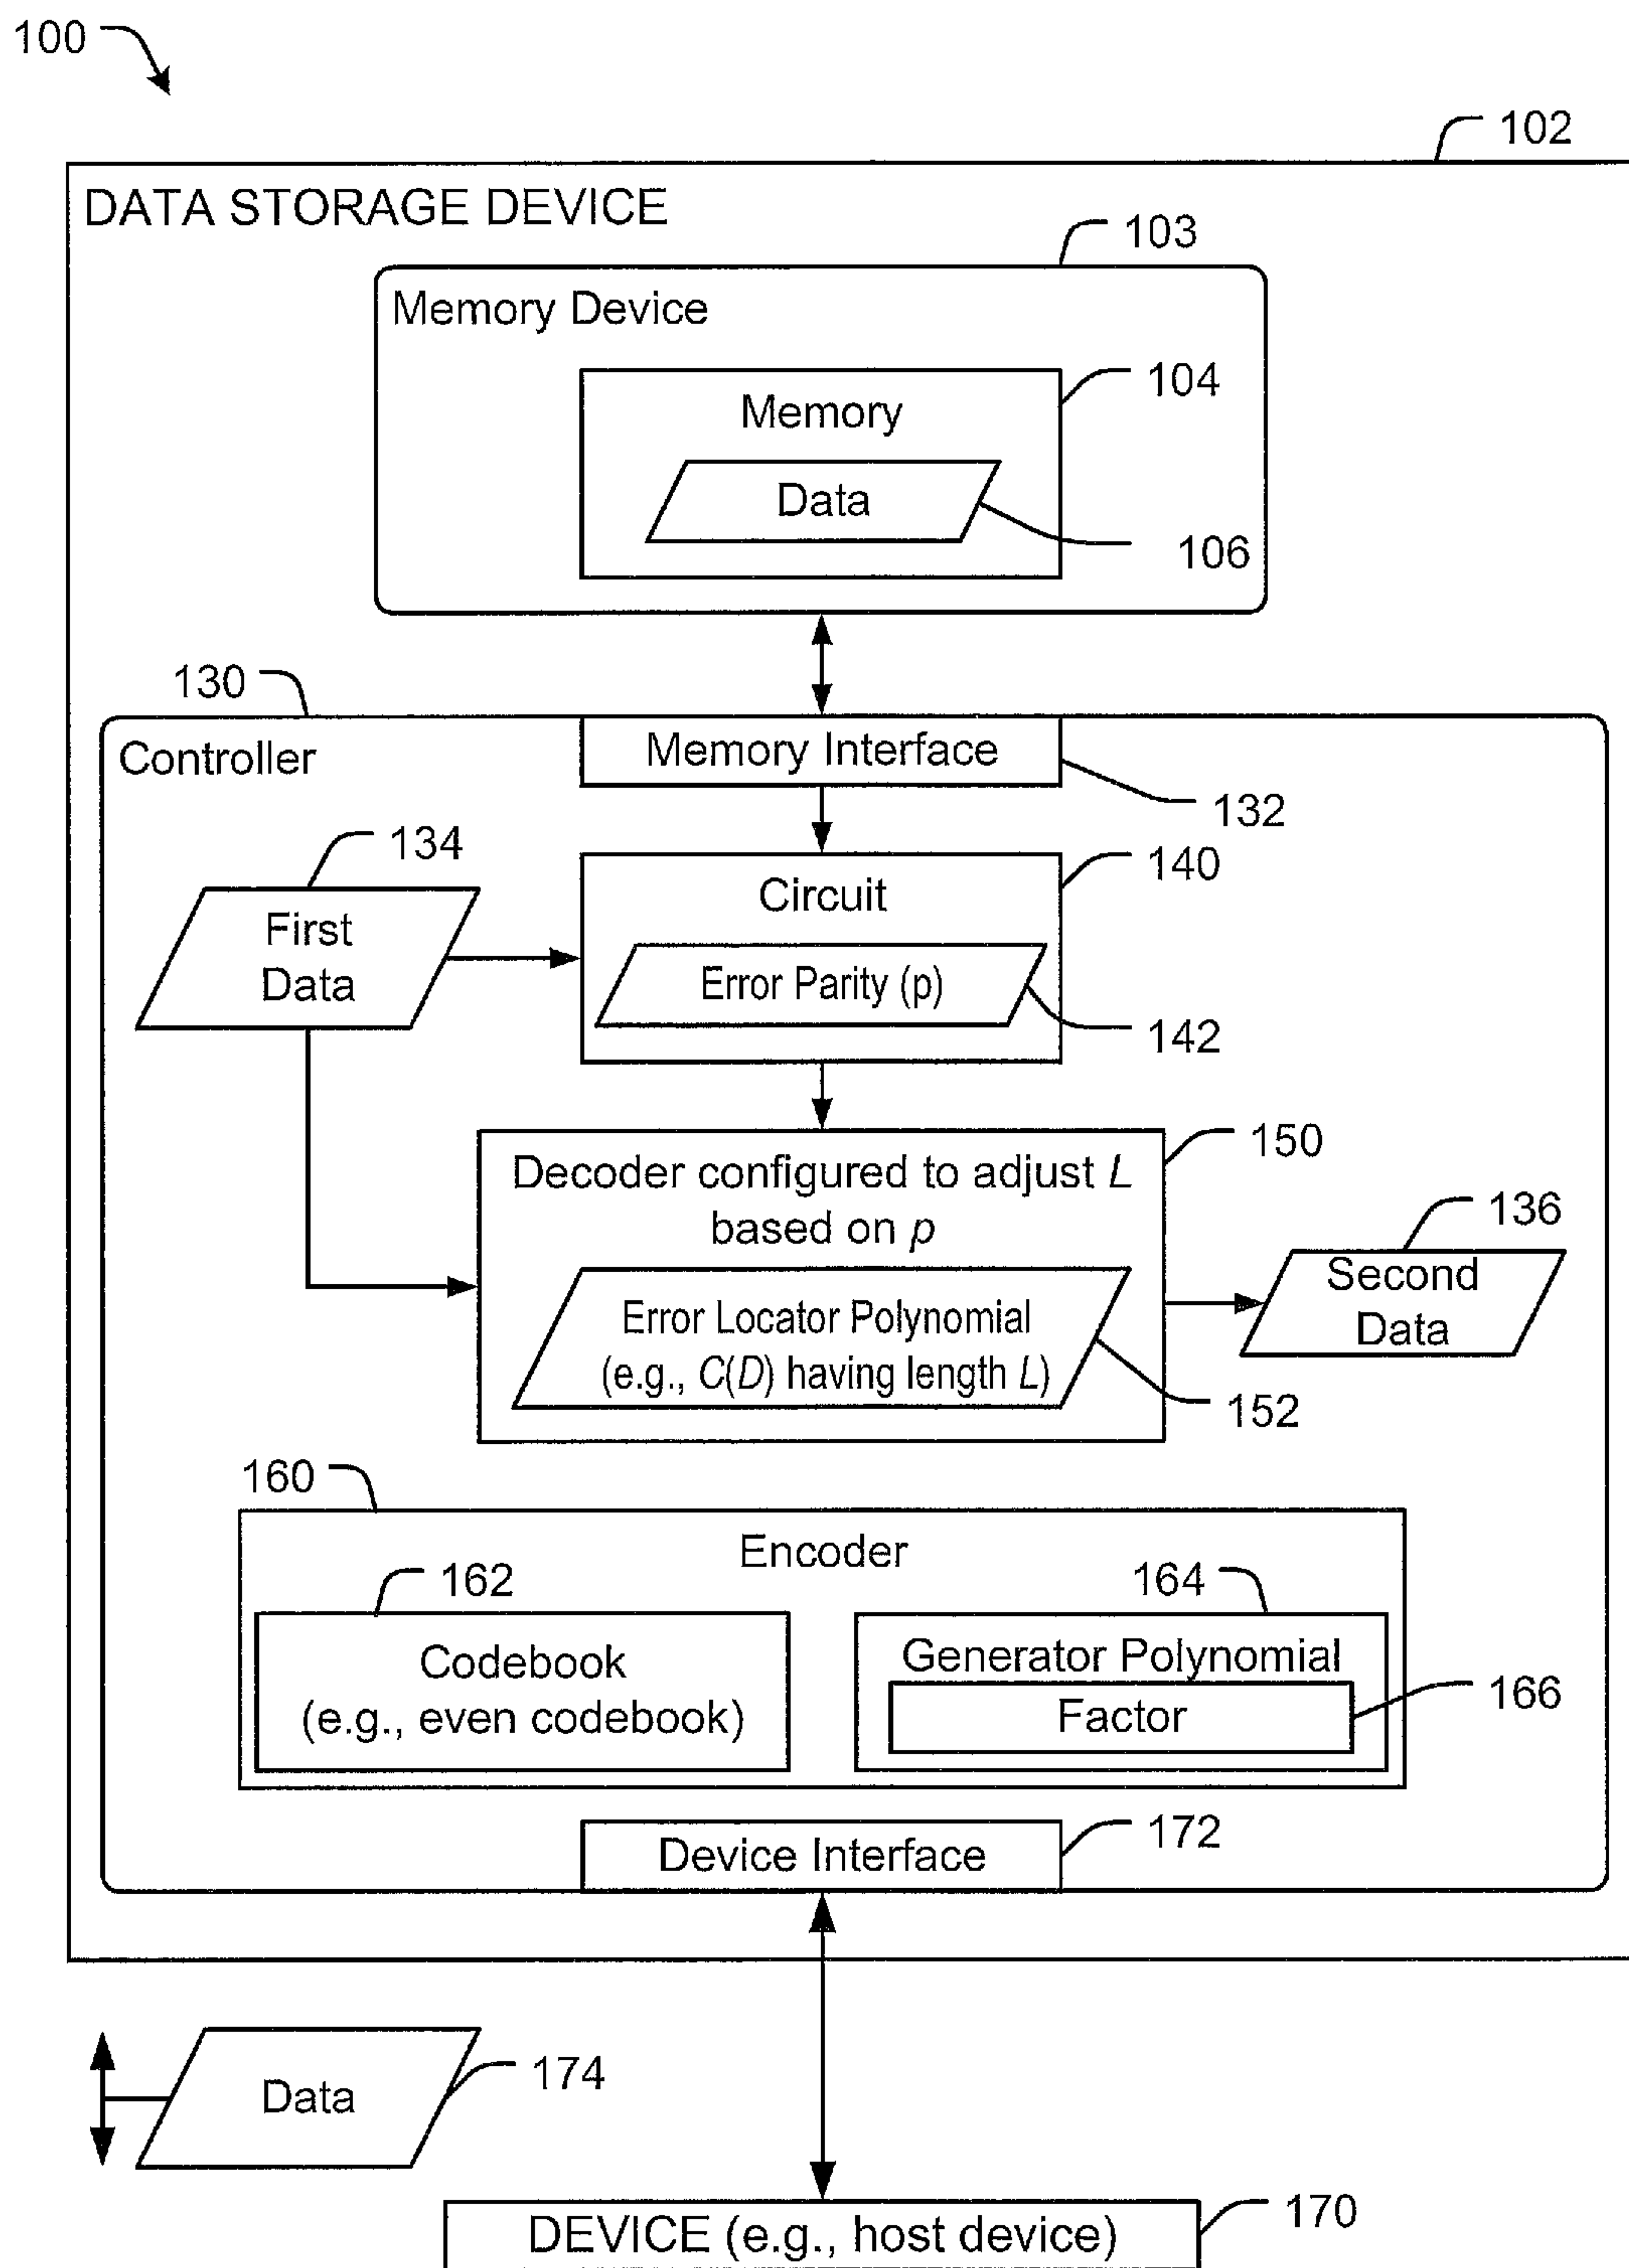 100
102
DATA STORAGE DEVICE
103
Memory Device
104
Memory
Data
106
130
Controller
Memory Interface
132
134
First
Data
140
Circuit
Error Parity (p)
142
150
Decoder configured to adjust L
based on p
Error Locator Polynomial
(e.g., C(D) having length L)
152
136
Second
Data
160
Encoder
162
Codebook
(e.g., even codebook)
164
Generator Polynomial
Factor
166
Device Interface
172
Data
174
DEVICE (e.g., host device)
170